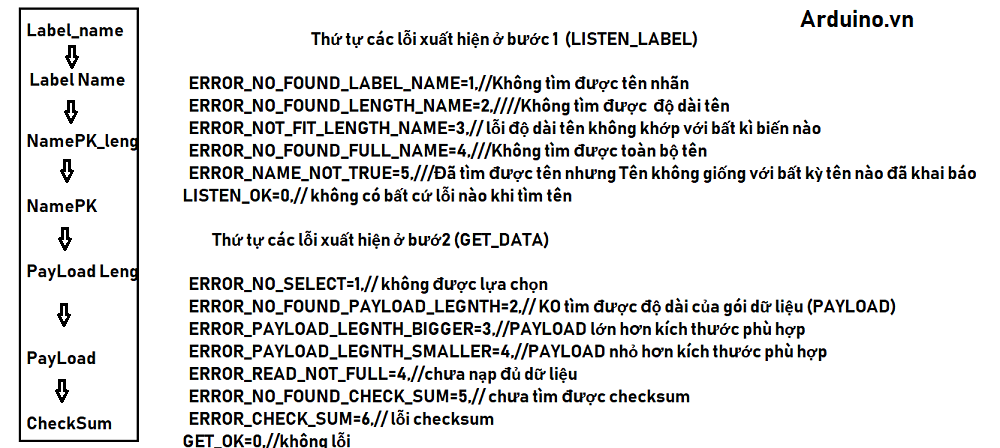 Label_name
Label Name
NamePK_leng
NamePK
PayLoad Leng
PayLoad
CheckSum
Arduino.vn
Thứ tự các lỗi xuất hiện ở bước 1 (LISTEN_LABEL)
ERROR_NO_FOUND_LABEL_NAME=1,//Không tìm được tên nhãn
ERROR_NO_FOUND_LENGTH_NAME=2,////Không tìm được độ dài tên
ERROR_NOT_FIT_LENGTH_NAME=3,// lỗi độ dài tên không khớp với bất kì biến nào
ERROR_NO_FOUND_FULL_NAME=4,///Không tìm được toàn bộ tên
ERROR_NAME_NOT_TRUE=5,///Đã tìm được tên nhưng Tên không giống với bất kỳ tên nào đã khai báo
LISTEN_OK=0,// không có bất cứ lỗi nào khi tìm tên
Thứ tự các lỗi xuất hiện ở bướ2 (GET_DATA)
ERROR_NO_SELECT=1,// không được lựa chọn
ERROR_NO_FOUND_PAYLOAD_LEGNTH=2,// KO tìm được độ dài của gói dữ liệu (PAYLOAD)
ERROR_PAYLOAD_LEGNTH_BIGGER=3,//PAYLOAD lớn hơn kích thước phù hợp
ERROR_PAYLOAD_LEGNTH_SMALLER=4,//PAYLOAD nhỏ hơn kích thước phù hợp
ERROR_READ_NOT_FULL=4,//chưa nạp đủ dữ liệu
ERROR_NO_FOUND_CHECK_SUM=5,// chưa tìm được checksum
ERROR_CHECK_SUM=6,// lỗi checksum
GET_OK=0,//không lỗi